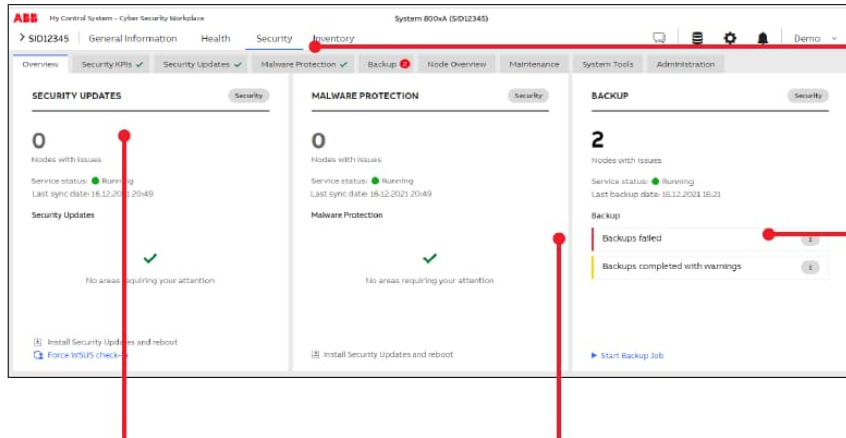 ABB My Control System – Cyber Security Workplace System 800xA (SID12345)
> SID12345 General Information Health Security Inventory Demo
Overview Security KPIs Security Updates Malware Protection Backup 2 Node Overview Maintenance System Tools Administration
SECURITY UPDATES Security
0
Nodes with issues
Service status: Running
Last sync date: 16.12.2021 20:49
Security Updates
No areas requiring your attention
Install Security Updates and reboot
Force WSUS check-
MALWARE PROTECTION Security
0
Nodes with issues
Service status: Running
Last sync date: 16.12.2021 20:49
Malware Protection
No areas requiring your attention
Install Security Updates and reboot
BACKUP Security
2
Nodes with issues
Service status: Running
Last backup date: 16.12.2021 16:21
Backup
Backups failed 1
Backups completed with warnings 1
Start Backup Job